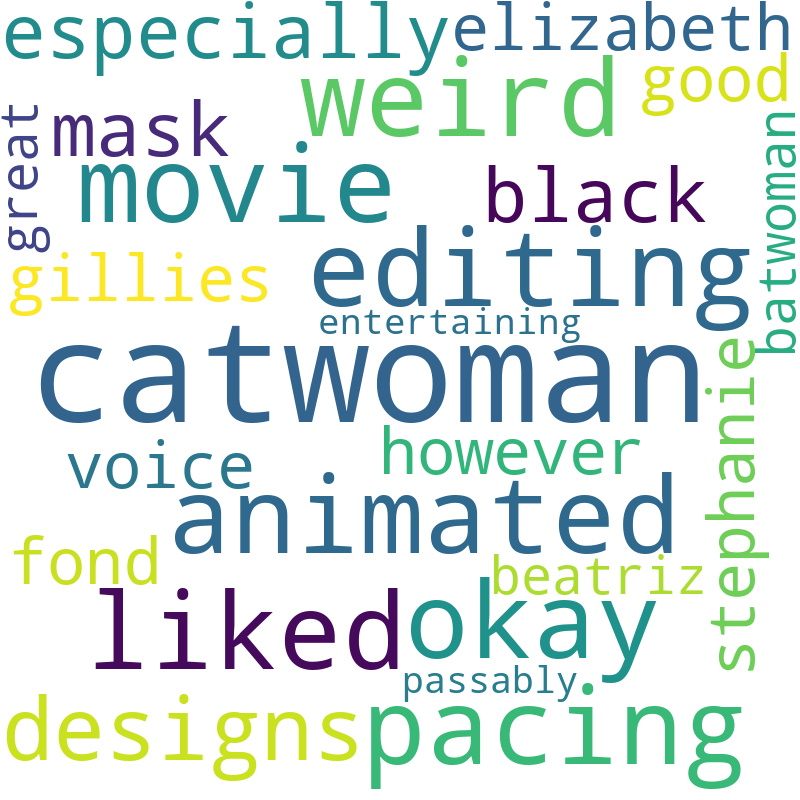 especially
elizabeth
weird
good
great
mask
movie
black
batwoman
gillies
editing
entertaining
catwoman
stephanie
voice
however
animated
fond
beatriz
liked
okay
passably
designs
pacing